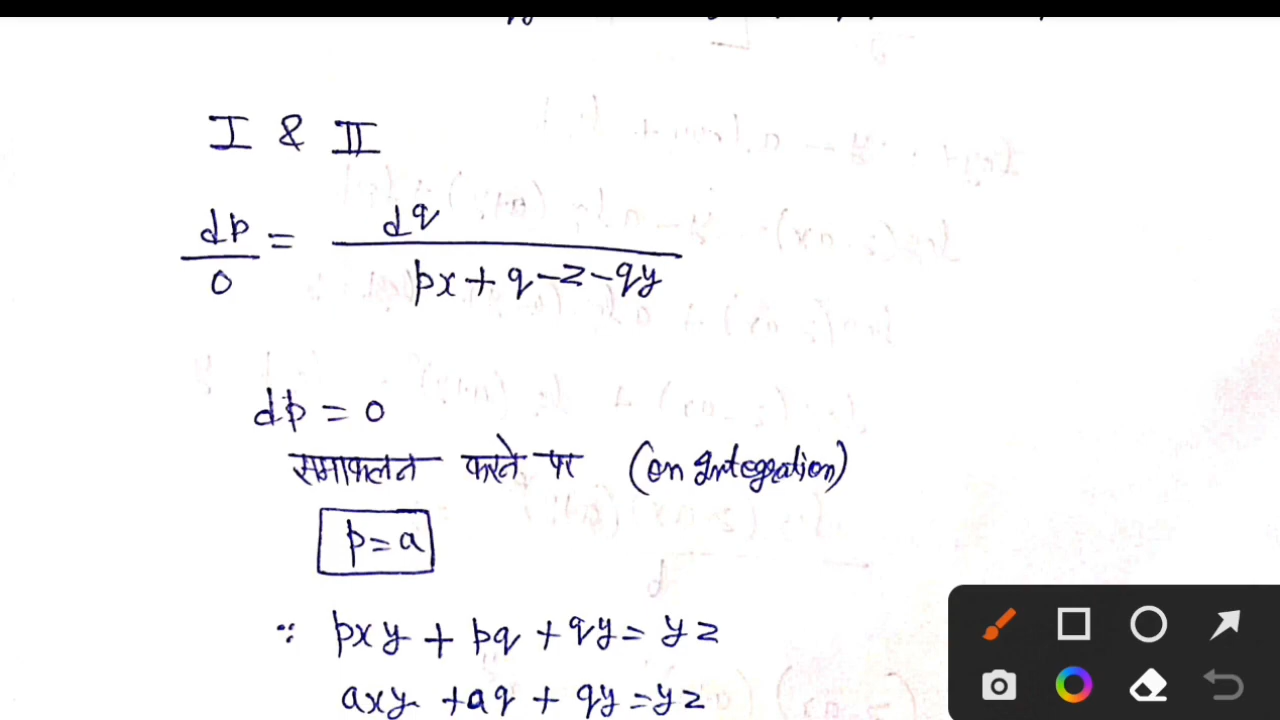 I & II
dp/0 = dq/(px + q - z - qy)
dp = 0
समाकलन करने पर (on Integration)
p = a
∵ pxy + pq + qy = yz
axy + aq + qy = yz